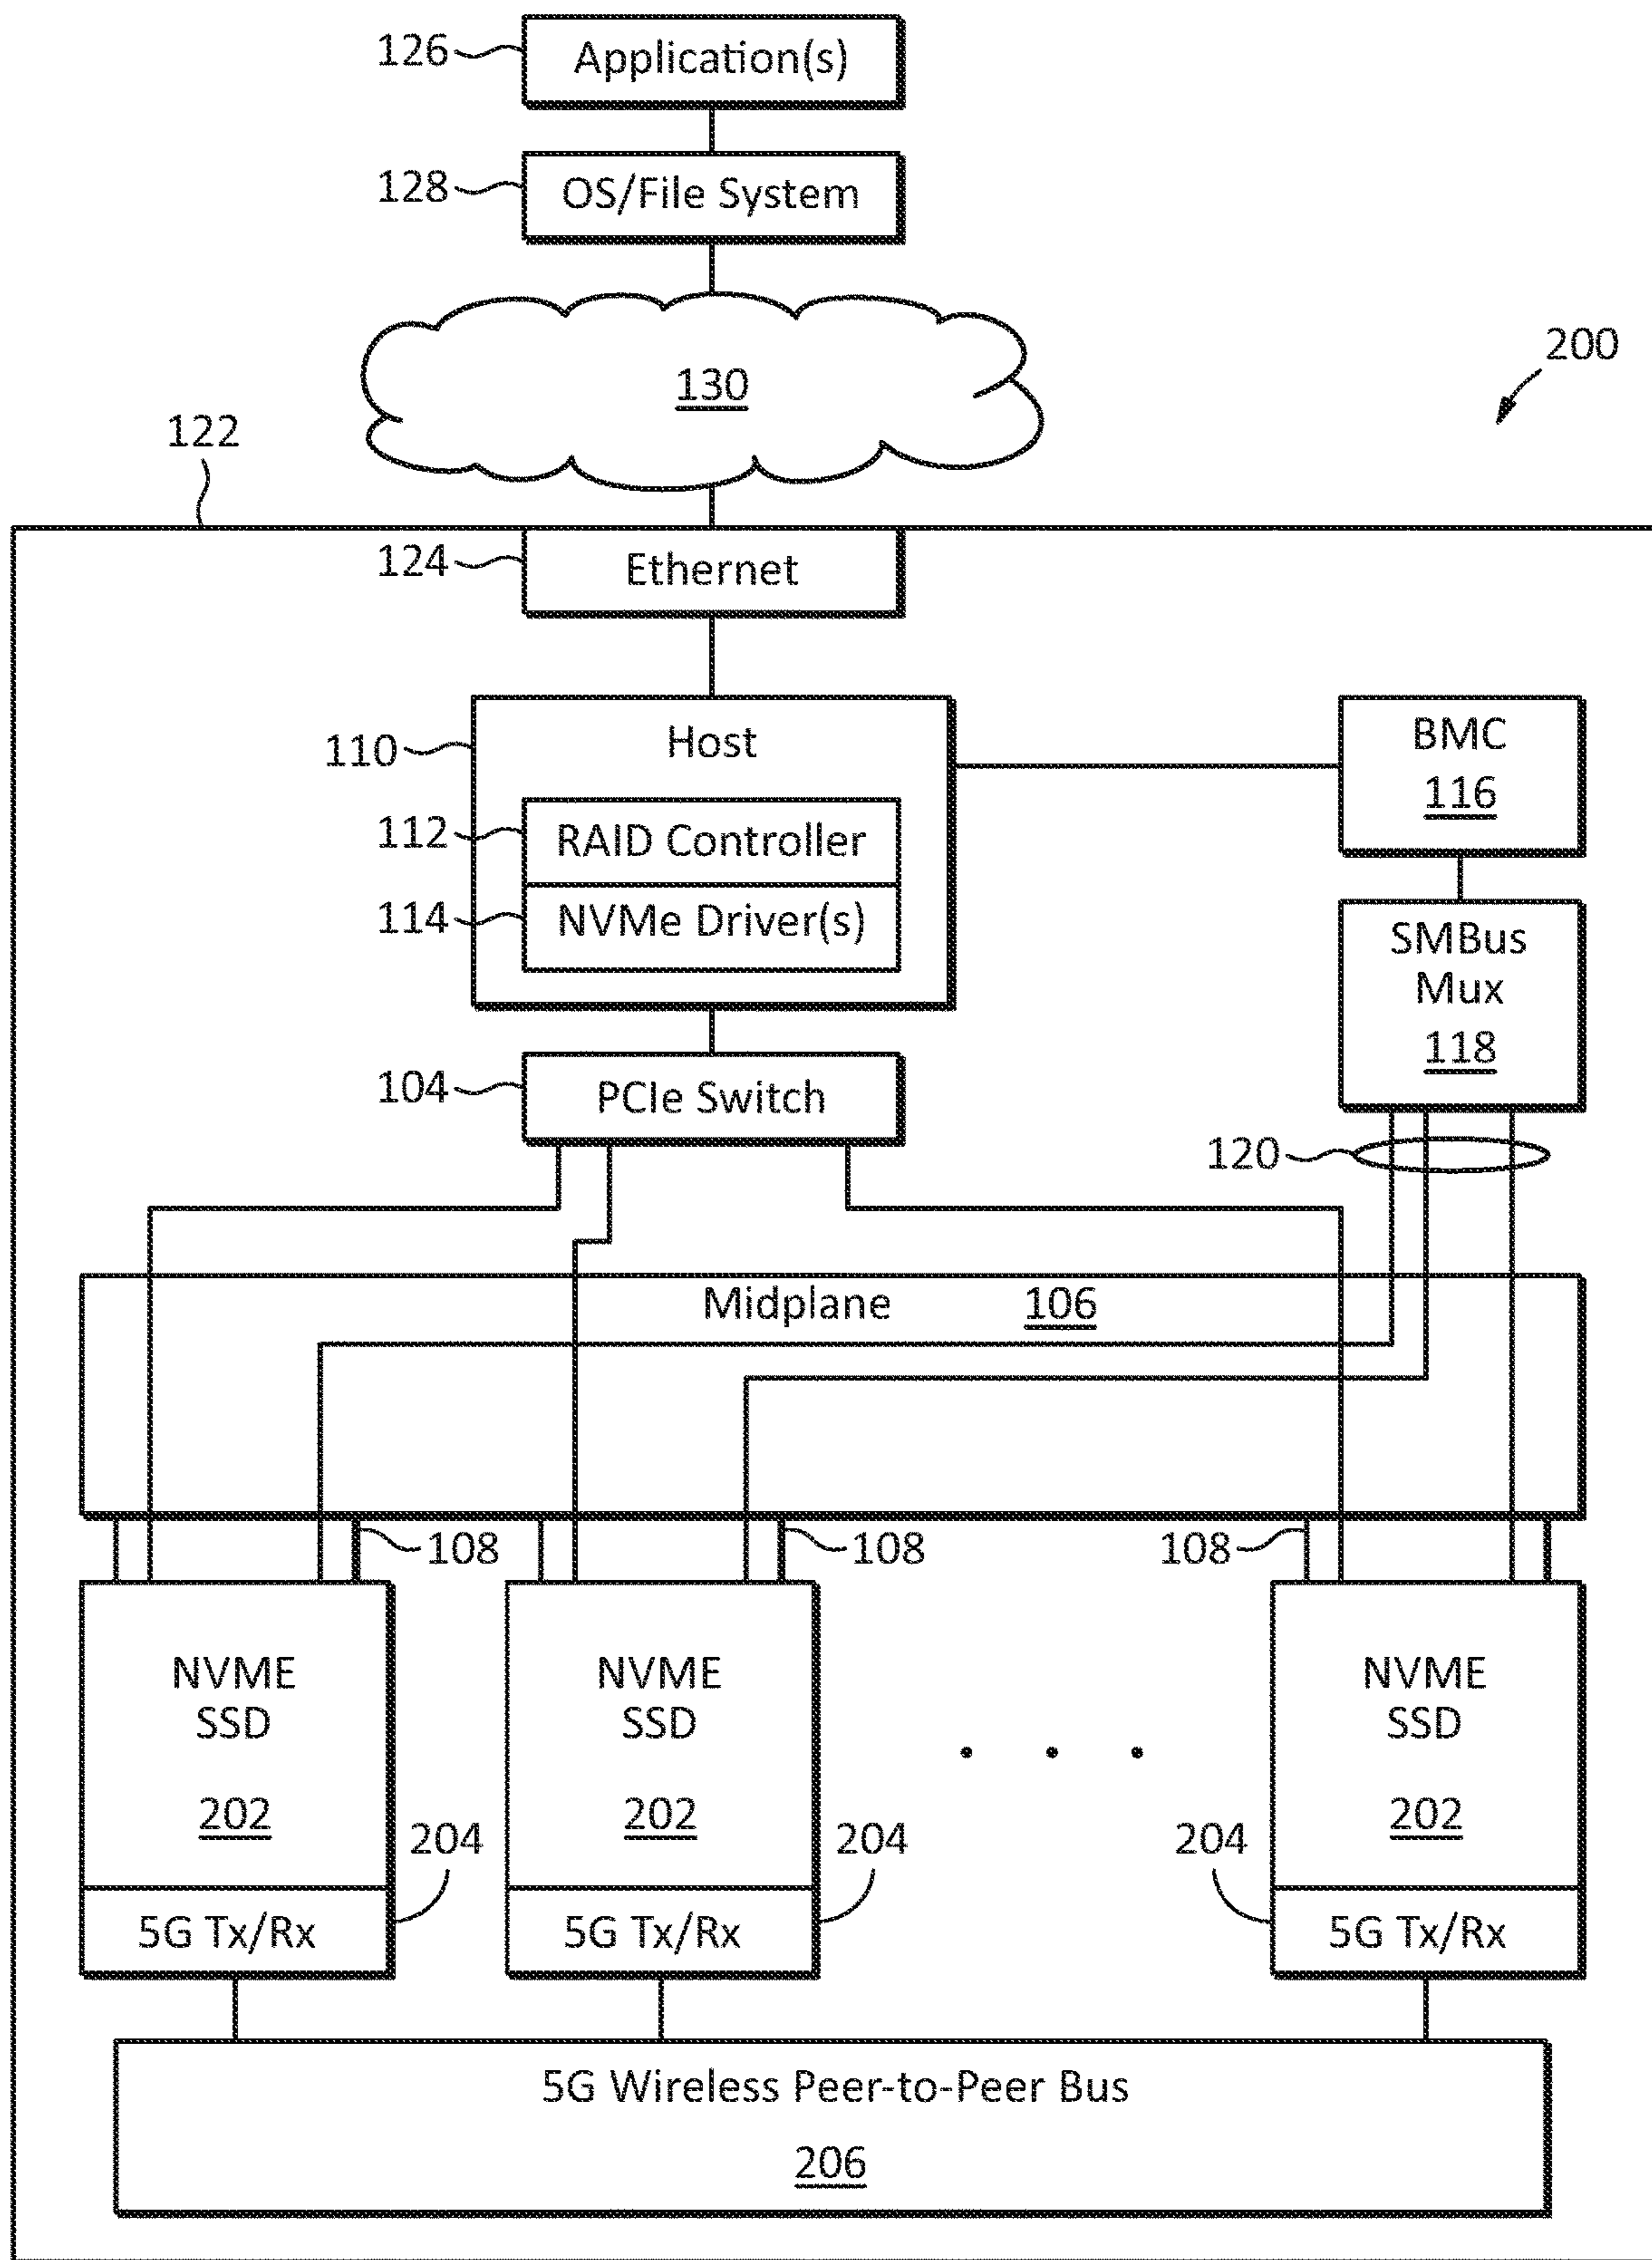 126
Application(s)
128
OS/File System
130
200
122
124
Ethernet
110
Host
BMC
116
112
RAID Controller
114
NVMe Driver(s)
SMBus
Mux
118
104
PCIe Switch
120
Midplane 106
108
108
108
NVME
SSD
202
NVME
SSD
202
NVME
SSD
202
204
204
204
5G Tx/Rx
5G Tx/Rx
5G Tx/Rx
5G Wireless Peer-to-Peer Bus
206